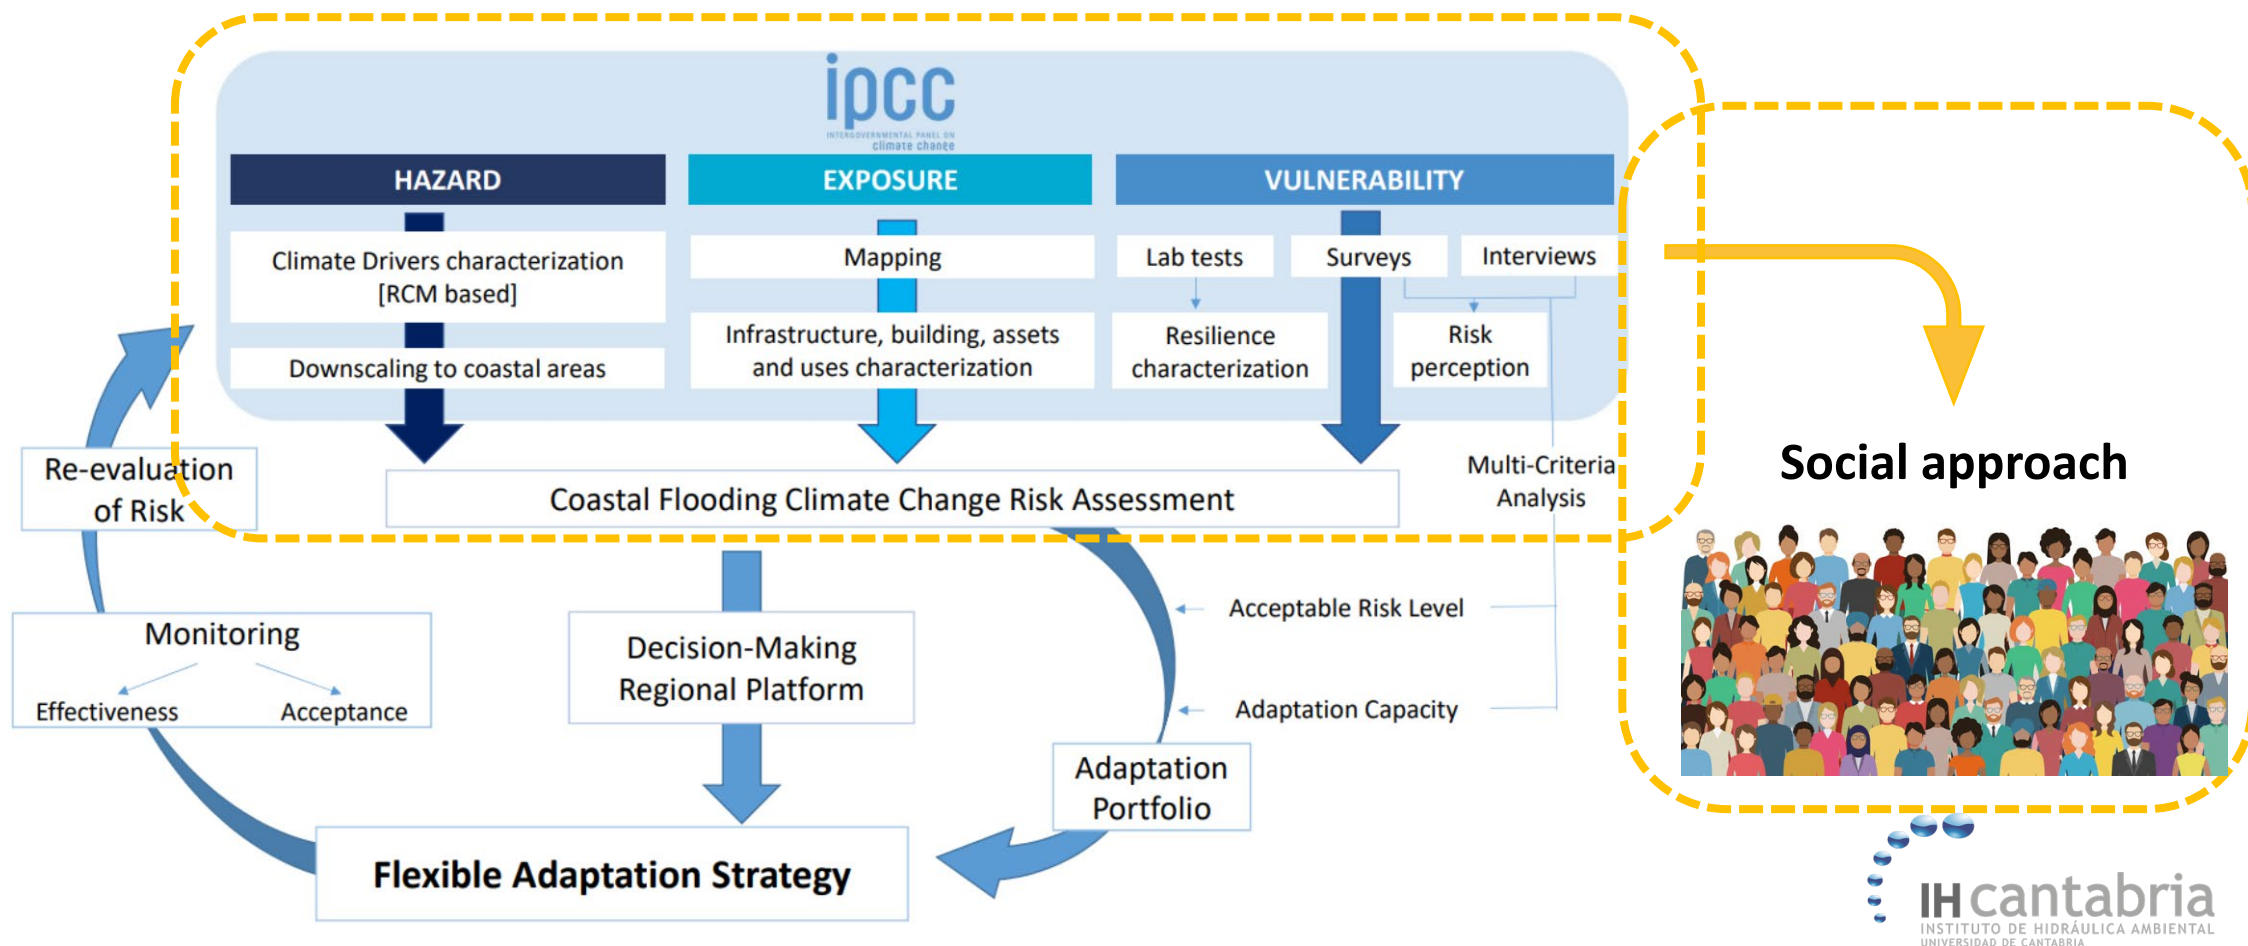 ipcc
INTERGOVERNMENTAL PANEL ON
climate change
HAZARD
EXPOSURE
VULNERABILITY
Climate Drivers characterization
[RCM based]
Mapping
Lab tests
Surveys
Interviews
Downscaling to coastal areas
Infrastructure, building, assets
and uses characterization
Resilience
characterization
Risk
perception
Re-evaluation
of Risk
Coastal Flooding Climate Change Risk Assessment
Multi-Criteria
Analysis
Social approach
Monitoring
Effectiveness
Acceptance
Decision-Making
Regional Platform
Acceptable Risk Level
Adaptation Capacity
Adaptation
Portfolio
Flexible Adaptation Strategy
IHcantabria
INSTITUTO DE HIDRÁULICA AMBIENTAL
UNIVERSIDAD DE CANTABRIA